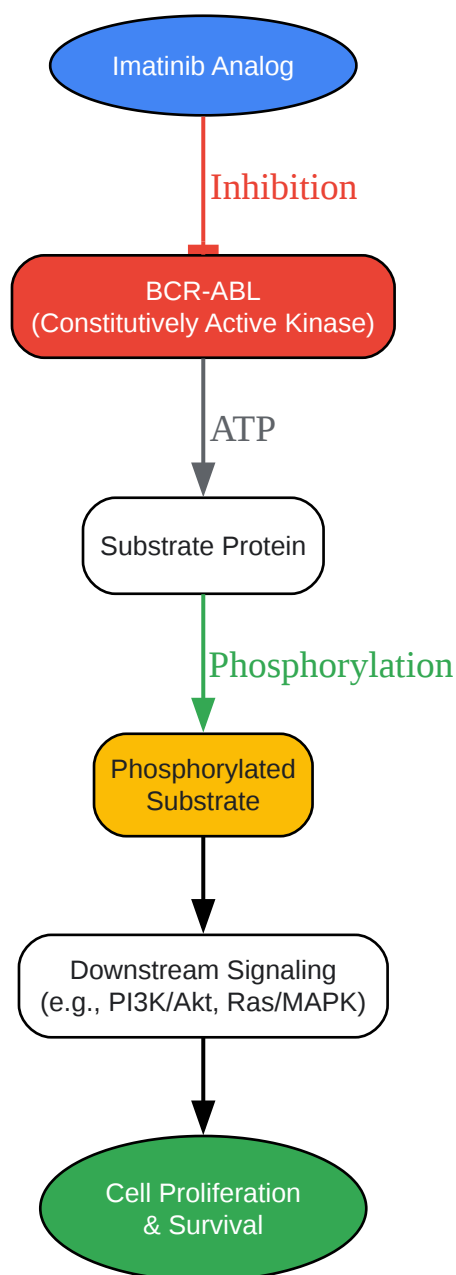 Imatinib Analog
Inhibition
BCR-ABL
(Constitutively Active Kinase)
ATP
Substrate Protein
Phosphorylation
Phosphorylated
Substrate
Downstream Signaling
(e.g., PI3K/Akt, Ras/MAPK)
Cell Proliferation
& Survival